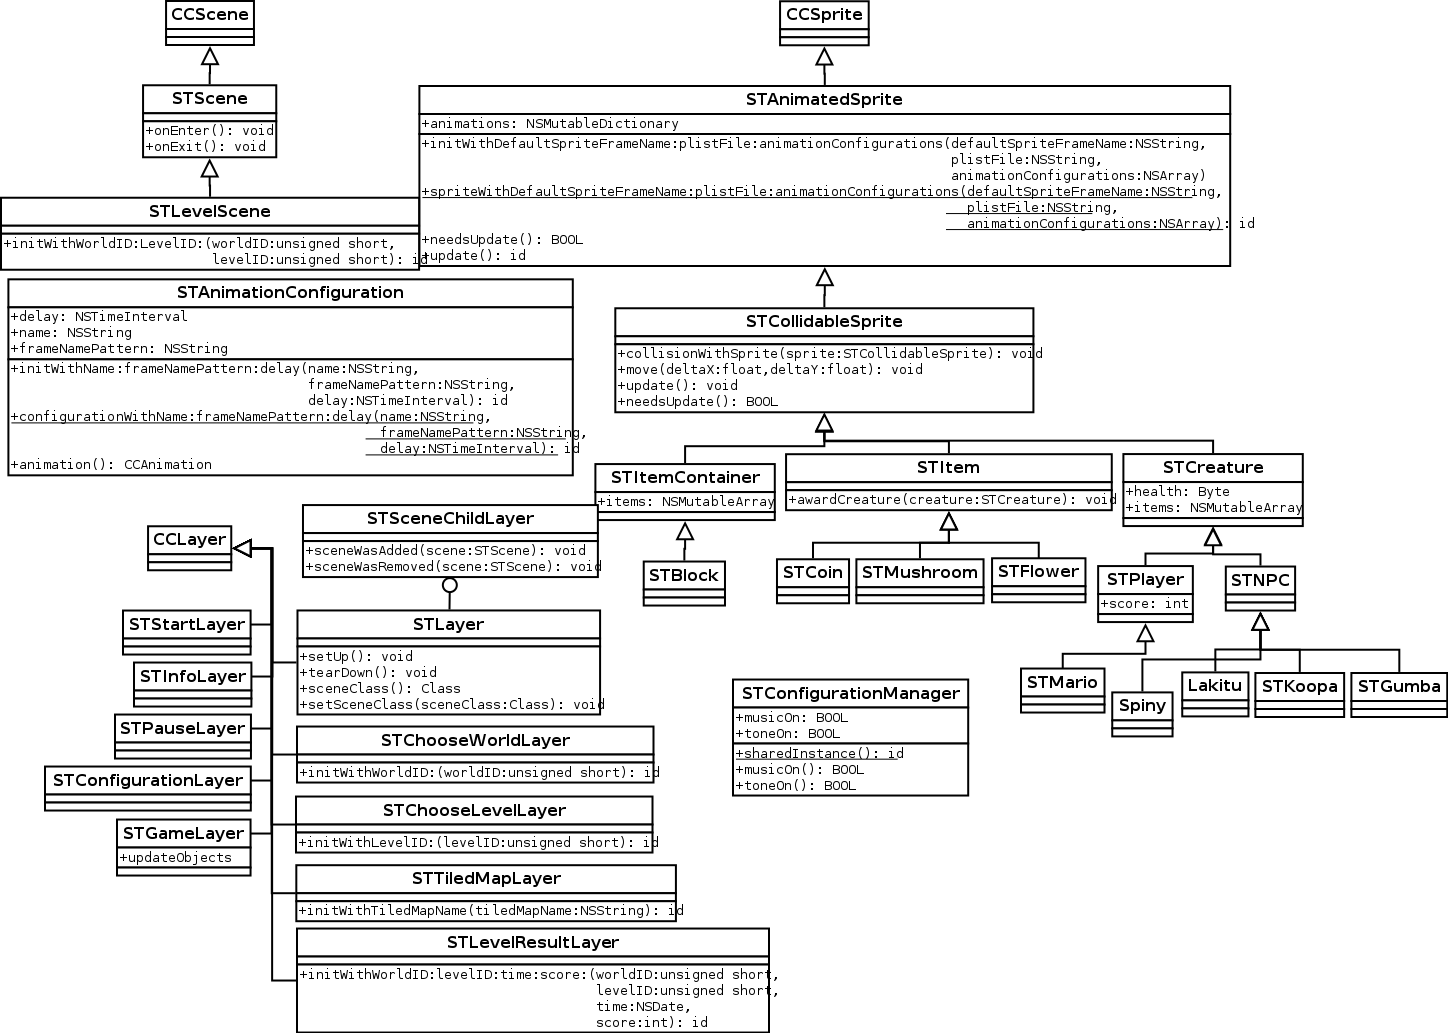 CCScene
STScene
+onEnter(): void
+onExit(): void
STLevelScene
+initWithWorldID:LevelID:(worldID:unsigned short,
levelID:unsigned short): id
CCSprite
STAnimatedSprite
+animations: NSMutableDictionary
+initWithDefaultSpriteFrameName:plistFile:animationConfigurations(defaultSpriteFrameName:NSString,
plistFile:NSString,
animationConfigurations:NSArray)
+spriteWithDefaultSpriteFrameName:plistFile:animationConfigurations(defaultSpriteFrameName:NSString,
plistFile:NSString,
animationConfigurations:NSArray): id
+needsUpdate(): BOOL
+update(): id
STAnimationConfiguration
+delay: NSTimeInterval
+name: NSString
+frameNamePattern: NSString
+initWithName:frameNamePattern:delay(name:NSString,
frameNamePattern:NSString,
delay:NSTimeInterval): id
+configurationWithName:frameNamePattern:delay(name:NSString,
frameNamePattern:NSString,
delay:NSTimeInterval): id
+animation(): CCAnimation
STCollidableSprite
+collisionWithSprite(sprite:STCollidableSprite): void
+move(deltaX:float,deltaY:float): void
+update(): void
+needsUpdate(): BOOL
STItemContainer
+items: NSMutableArray
STItem
+awardCreature(creature:STCreature): void
STCreature
+health: Byte
+items: NSMutableArray
STBlock
STCoin
STMushroom
STFlower
STPlayer
+score: int
STNPC
STMario
Spiny
Lakitu
STKoopa
STGumba
CCLayer
STSceneChildLayer
+sceneWasAdded(scene:STScene): void
+sceneWasRemoved(scene:STScene): void
STStartLayer
STInfoLayer
STPauseLayer
STConfigurationLayer
STGameLayer
+updateObjects
STLayer
+setUp(): void
+tearDown(): void
+sceneClass(): Class
+setSceneClass(sceneClass:Class): void
STChooseWorldLayer
+initWithWorldID:(worldID:unsigned short): id
STChooseLevelLayer
+initWithLevelID:(levelID:unsigned short): id
STTiledMapLayer
+initWithTiledMapName(tiledMapName:NSString): id
STLevelResultLayer
+initWithWorldID:levelID:time:score:(worldID:unsigned short,
levelID:unsigned short,
time:NSDate,
score:int): id
STConfigurationManager
+musicOn: BOOL
+toneOn: BOOL
+sharedInstance(): id
+musicOn(): BOOL
+toneOn(): BOOL